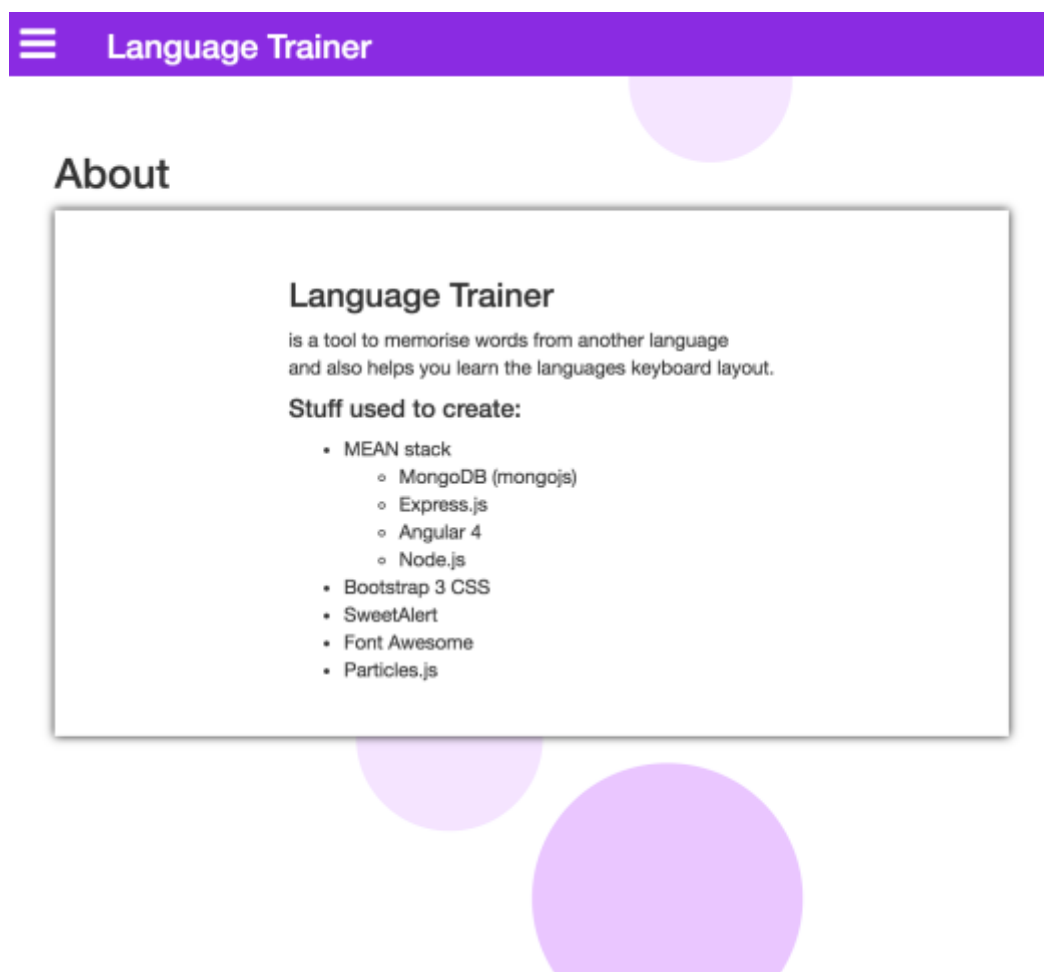 Language Trainer
About
Language Trainer
is a tool to memorise words from another language
and also helps you learn the languages keyboard layout.
Stuff used to create:
MEAN stack
MongoDB (mongojs)
Express.js
Angular 4
Node.js
Bootstrap 3 CSS
SweetAlert
Font Awesome
Particles.js